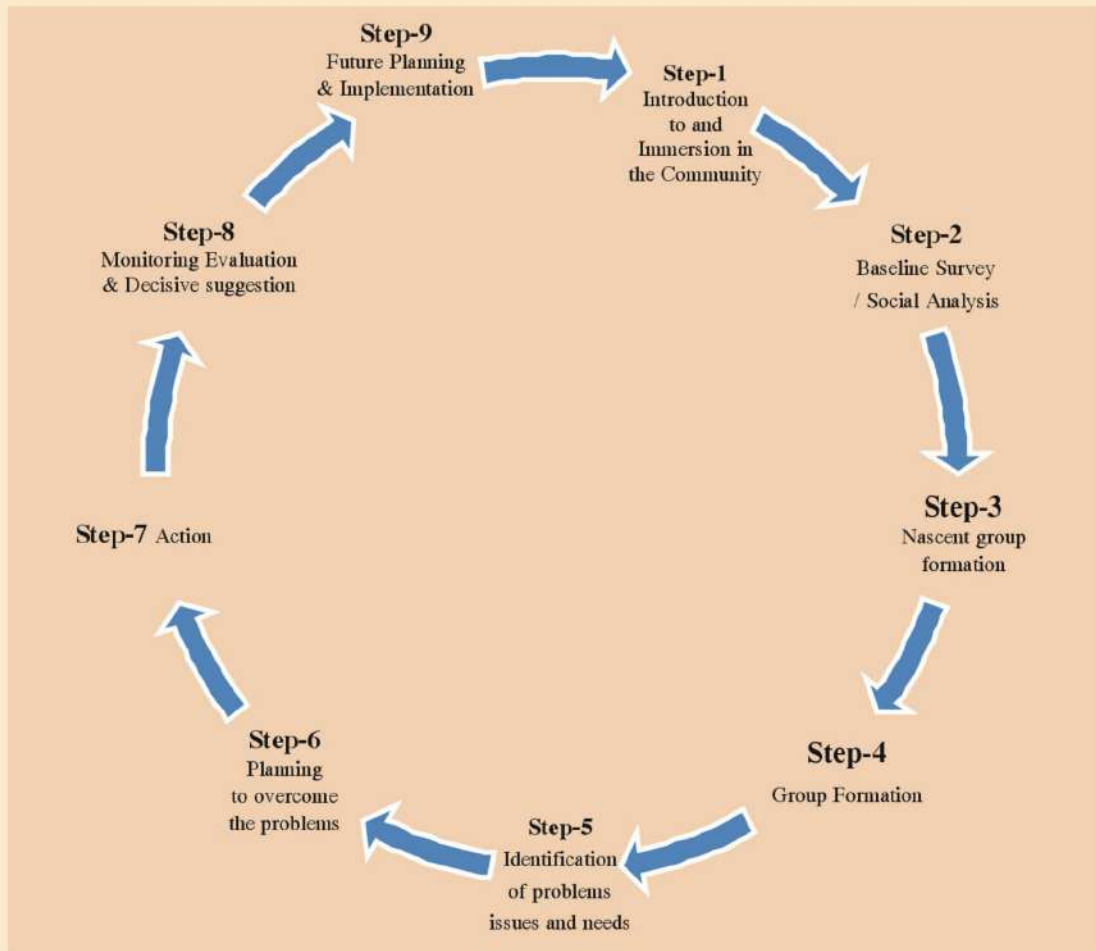 Step-1
Introduction
to and
Immersion in
the Community
Step-2
Baseline Survey
/ Social Analysis
Step-3
Nascent group
formation
Step-4
Group Formation
Step-5
Identification
of problems
issues and needs
Step-6
Planning
to overcome
the problems
Step-7 Action
Step-8
Monitoring Evaluation
& Decisive suggestion
Step-9
Future Planning
& Implementation